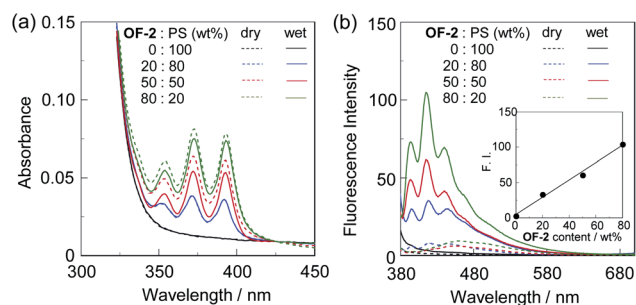 (a)
OF-2 : PS (wt%) dry wet
0 : 100
20 : 80
50 : 50
80 : 20
0.15
0.10
0.05
0
Absorbance
300 350 400 450
Wavelength / nm
(b)
OF-2 : PS (wt%) dry wet
0 : 100
20 : 80
50 : 50
80 : 20
150
100
50
0
Fluorescence Intensity
380 480 580 680
Wavelength / nm
150
100
50
0
F. I.
0 20 40 60 80
OF-2 content / wt%